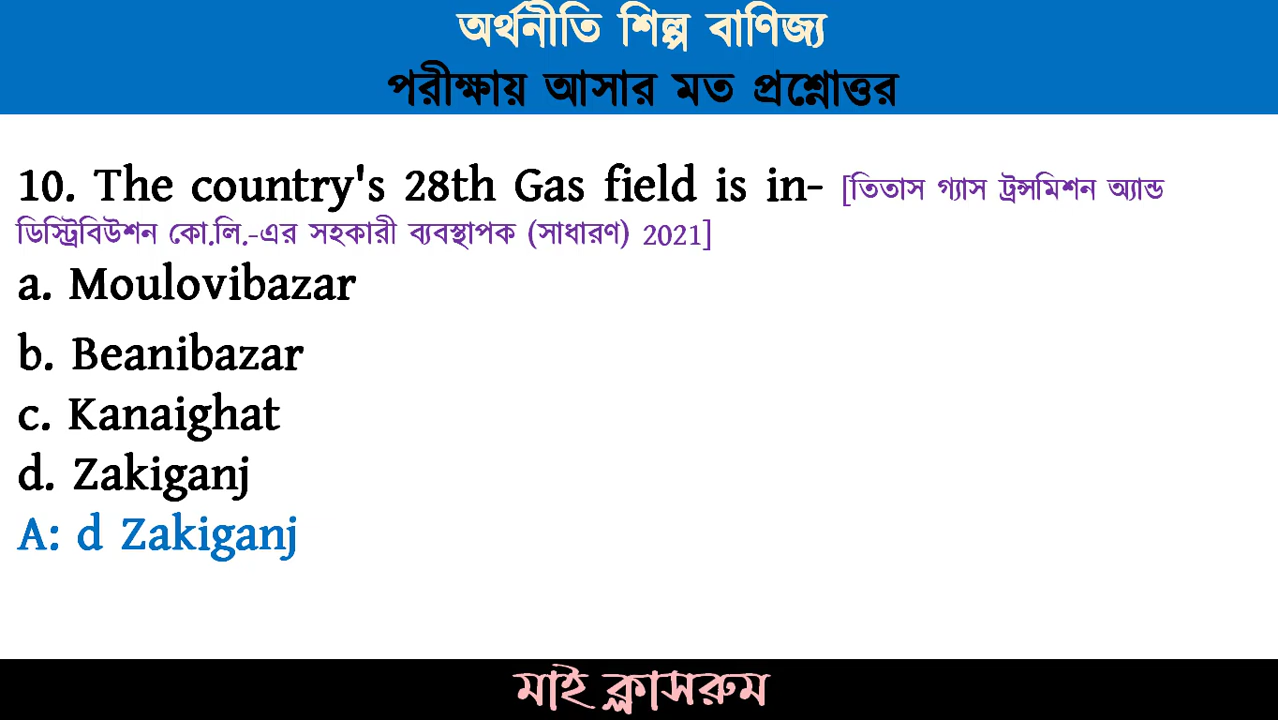 অর্থনীতি শিল্প বাণিজ্য
পরীক্ষায় আসার মত প্রশ্নোত্তর
10. The country's 28th Gas field is in- [তিতাস গ্যাস ট্রন্সমিশন অ্যান্ড
ডিস্ট্রিবিউশন কো.লি.-এর সহকারী ব্যবস্থাপক (সাধারণ) 2021]
a. Moulovibazar
b. Beanibazar
c. Kanaighat
d. Zakiganj
A: d Zakiganj
মাই ক্লাসরুম